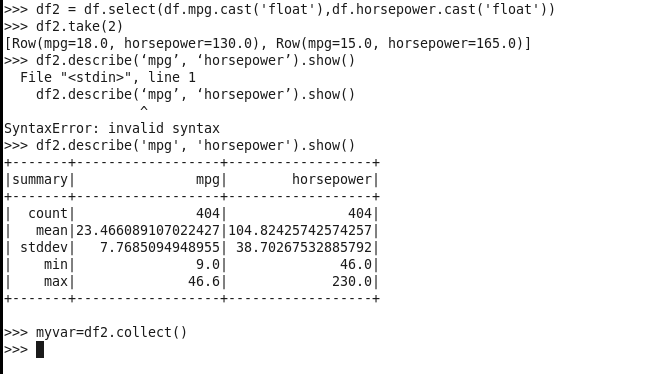 >>> df2 = df.select(df.mpg.cast('float'),df.horsepower.cast('float'))
>>> df2.take(2)
[Row(mpg=18.0, horsepower=130.0), Row(mpg=15.0, horsepower=165.0)]
>>> df2.describe(‘mpg’, ‘horsepower’).show()
  File "<stdin>", line 1
    df2.describe(‘mpg’, ‘horsepower’).show()
                 ^
SyntaxError: invalid syntax
>>> df2.describe('mpg', 'horsepower').show()
+-------+------------------+------------------+
|summary|               mpg|        horsepower|
+-------+------------------+------------------+
|  count|               404|               404|
|   mean|23.466089107022427|104.82425742574257|
| stddev|  7.7685094948955| 38.70267532885792|
|    min|               9.0|              46.0|
|    max|              46.6|             230.0|
+-------+------------------+------------------+
>>> myvar=df2.collect()
>>>